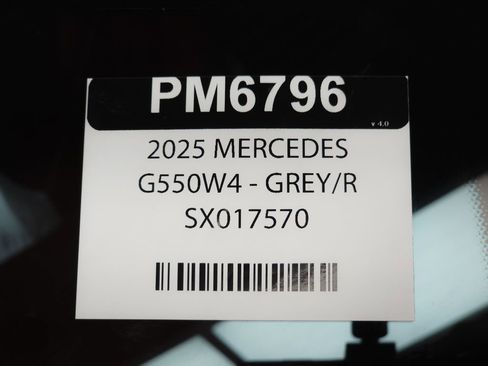 PM6796
v 4.0
2025 MERCEDES
G550W4 - GREY/R
SX017570